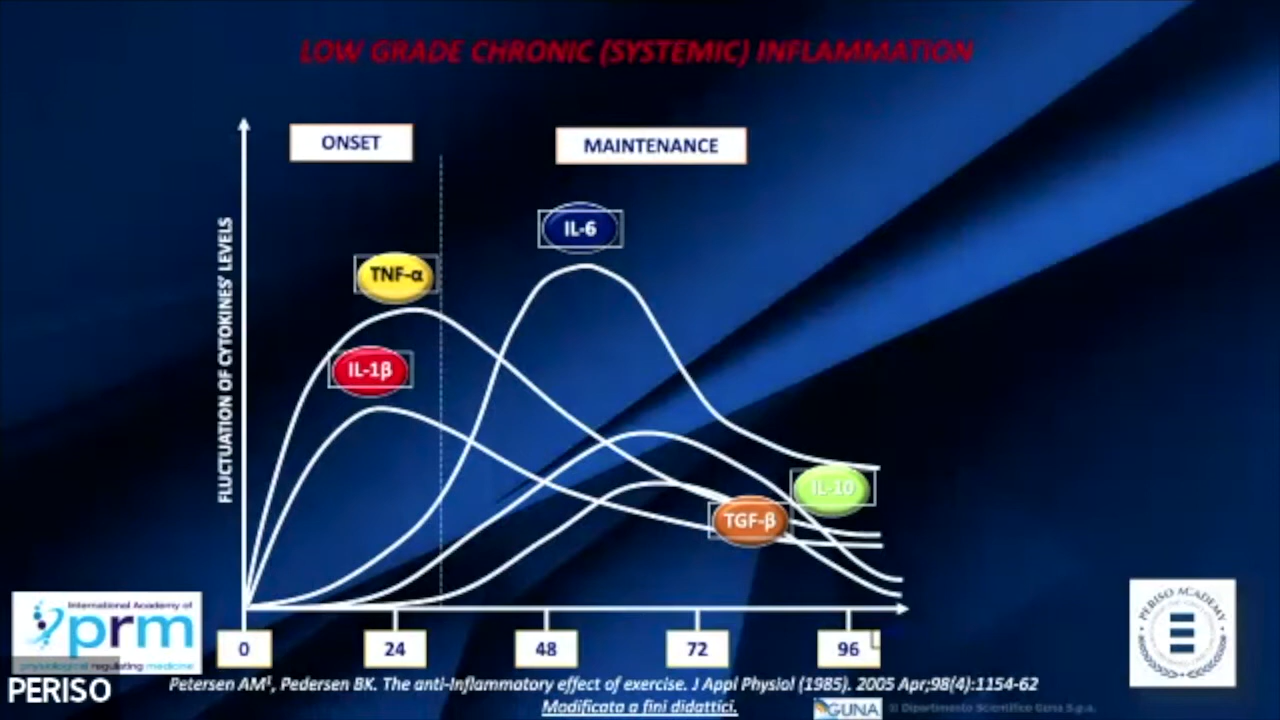 LOW GRADE CHRONIC (SYSTEMIC) INFLAMMATION
ONSET
MAINTENANCE
FLUCTUATION OF CYTOKINES' LEVELS
IL-6
TNF-α
IL-1β
IL-10
TGF-β
0 24 48 72 96
International Academy of
prm
physiological regulating medicine
PERISO ACADEMY
PERISO
Petersen AM¹, Pedersen BK. The anti-inflammatory effect of exercise. J Appl Physiol (1985). 2005 Apr;98(4):1154-62
Modificata a fini didattici.
GUNA
© Dipartimento Scientifico Guna S.p.a.